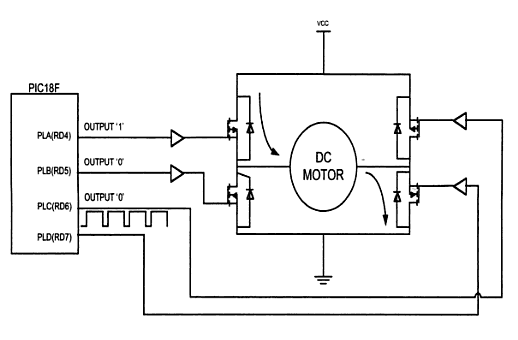 VCC
PIC18F
PLA(RD4) OUTPUT '1'
PLB(RD5) OUTPUT '0'
PLC(RD6) OUTPUT '0'
PLD(RD7)
DC
MOTOR